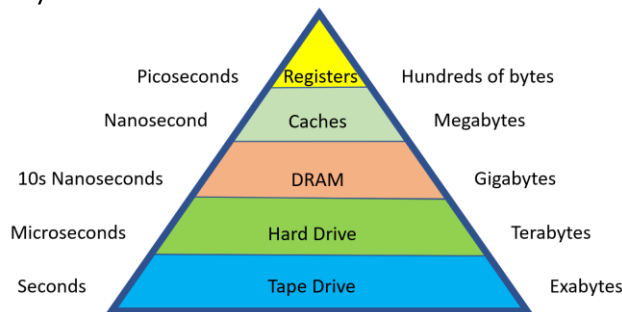 Picoseconds Registers Hundreds of bytes
Nanosecond Caches Megabytes
10s Nanoseconds DRAM Gigabytes
Microseconds Hard Drive Terabytes
Seconds Tape Drive Exabytes